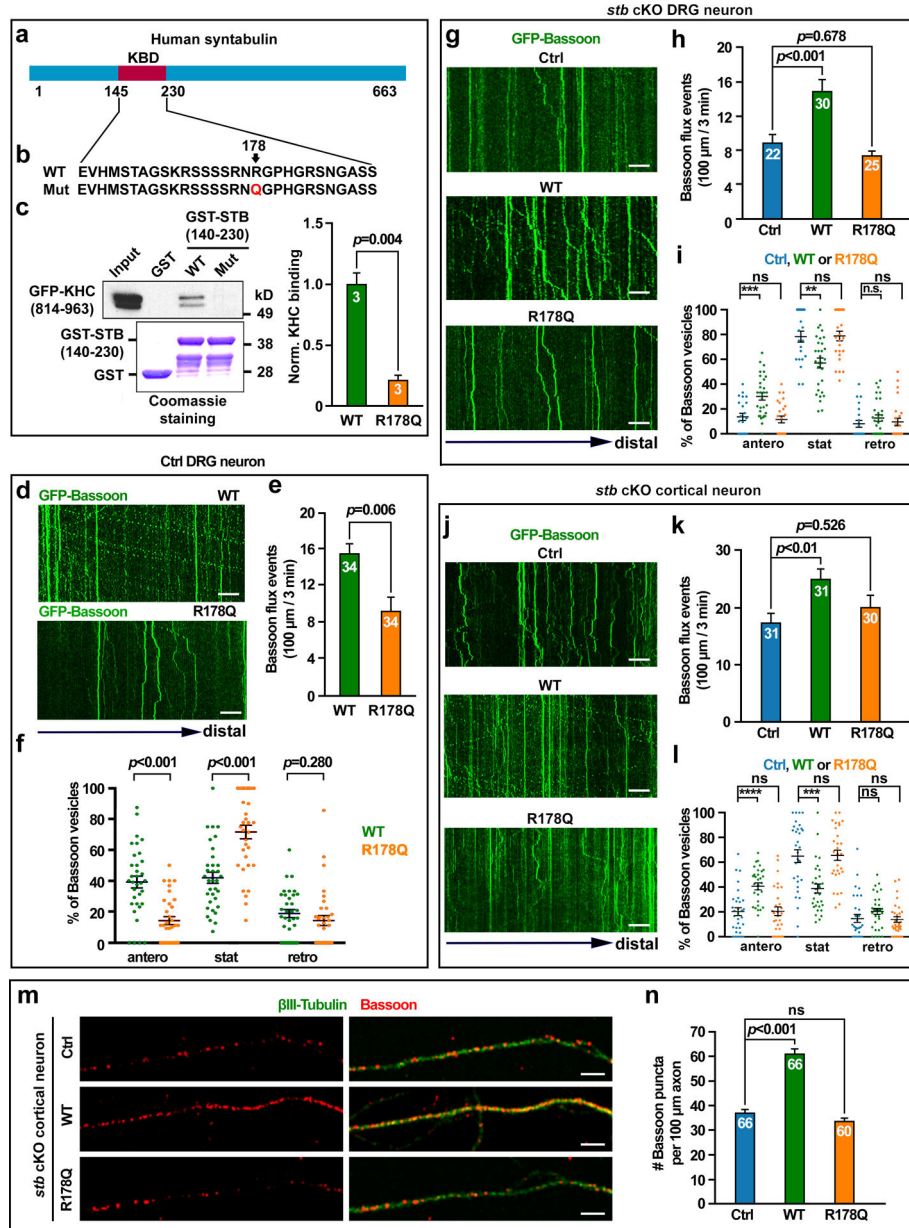 a
Human syntabulin
KBD
1 145 230 663
b
178
WT EVHMSTAGSKRSSSSRNRGPHGRSNGASS
Mut EVHMSTAGSKRSSSSRNQGPHGRSNGASS
c
GST-STB
(140-230)
Input GST WT Mut
GFP-KHC
(814-963)
kD
49
GST-STB
(140-230)
38
GST
28
Coomassie
staining
Norm. KHC binding
1.5
1.0
0.5
0
p=0.004
3
3
WT R178Q
Ctrl DRG neuron
d
GFP-Bassoon WT
GFP-Bassoon R178Q
distal
e
Bassoon flux events
(100 µm / 3 min)
20
16
12
8
4
0
p=0.006
34
34
WT R178Q
f
p<0.001 p<0.001 p=0.280
% of Bassoon vesicles
100
80
60
40
20
0
WT
R178Q
antero stat retro
stb cKO DRG neuron
g
GFP-Bassoon
Ctrl
WT
R178Q
distal
h
p=0.678
p<0.001
Bassoon flux events
(100 µm / 3 min)
20
16
12
8
4
0
22
30
25
Ctrl WT R178Q
i
Ctrl, WT or R178Q
ns ns ns
*** ** n.s.
% of Bassoon vesicles
100
80
60
40
20
0
antero stat retro
stb cKO cortical neuron
j
GFP-Bassoon
Ctrl
WT
R178Q
distal
k
p=0.526
p<0.01
Bassoon flux events
(100 µm / 3 min)
30
20
10
0
31
31
30
Ctrl WT R178Q
l
Ctrl, WT or R178Q
ns ns ns
**** *** ns
% of Bassoon vesicles
100
80
60
40
20
0
antero stat retro
m
βIII-Tubulin Bassoon
stb cKO cortical neuron
Ctrl
WT
R178Q
n
ns
p<0.001
# Bassoon puncta
per 100 µm axon
70
60
50
40
30
20
10
0
66
66
60
Ctrl WT R178Q